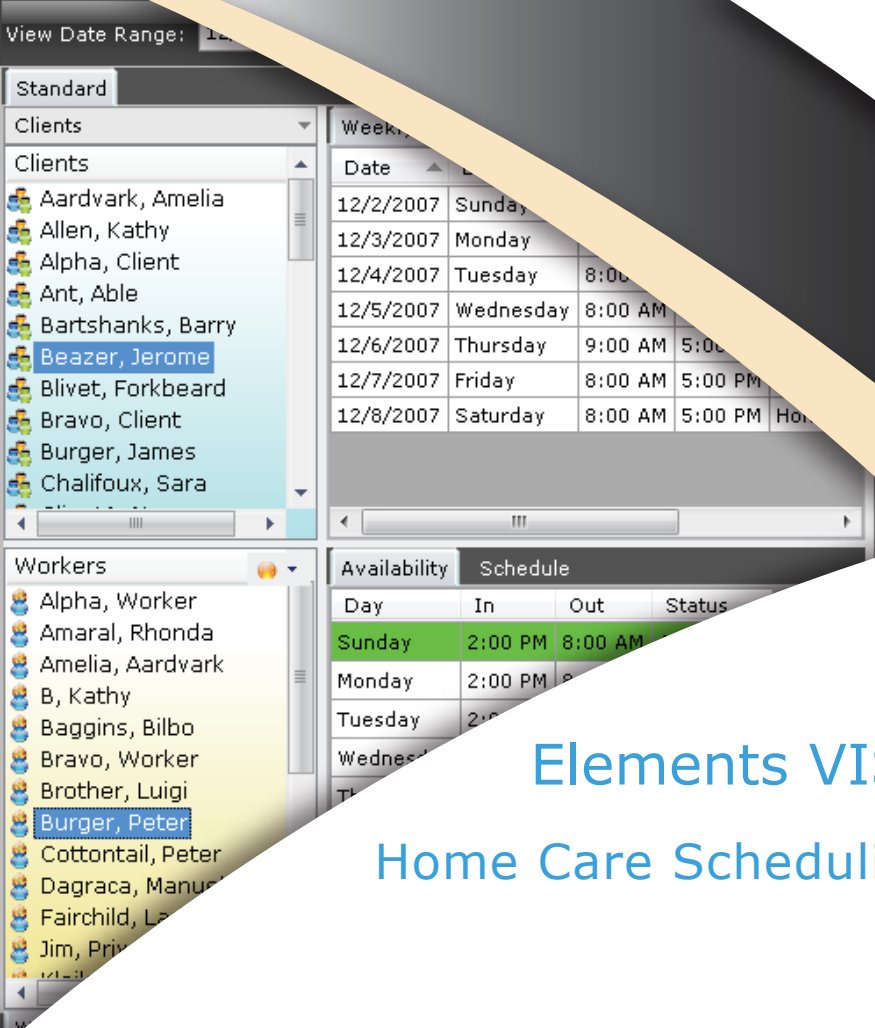 View Date Range:
Standard
Clients
Clients
Aardvark, Amelia
Allen, Kathy
Alpha, Client
Ant, Able
Bartshanks, Barry
Beazer, Jerome
Blivet, Forkbeard
Bravo, Client
Burger, James
Chalifoux, Sara
Date
12/2/2007 Sunday
12/3/2007 Monday
12/4/2007 Tuesday 8:00
12/5/2007 Wednesday 8:00 AM
12/6/2007 Thursday 9:00 AM
12/7/2007 Friday 8:00 AM 5:00 PM
12/8/2007 Saturday 8:00 AM 5:00 PM
Workers
Alpha, Worker
Amaral, Rhonda
Amelia, Aardvark
B, Kathy
Baggins, Bilbo
Bravo, Worker
Brother, Luigi
Burger, Peter
Cottontail, Peter
Dagraca,
Fairchild,
Jim,
Availability Schedule
Day In Out Status
Sunday 2:00 PM 8:00 AM
Monday 2:00 PM
Tuesday
Elements
Home Care